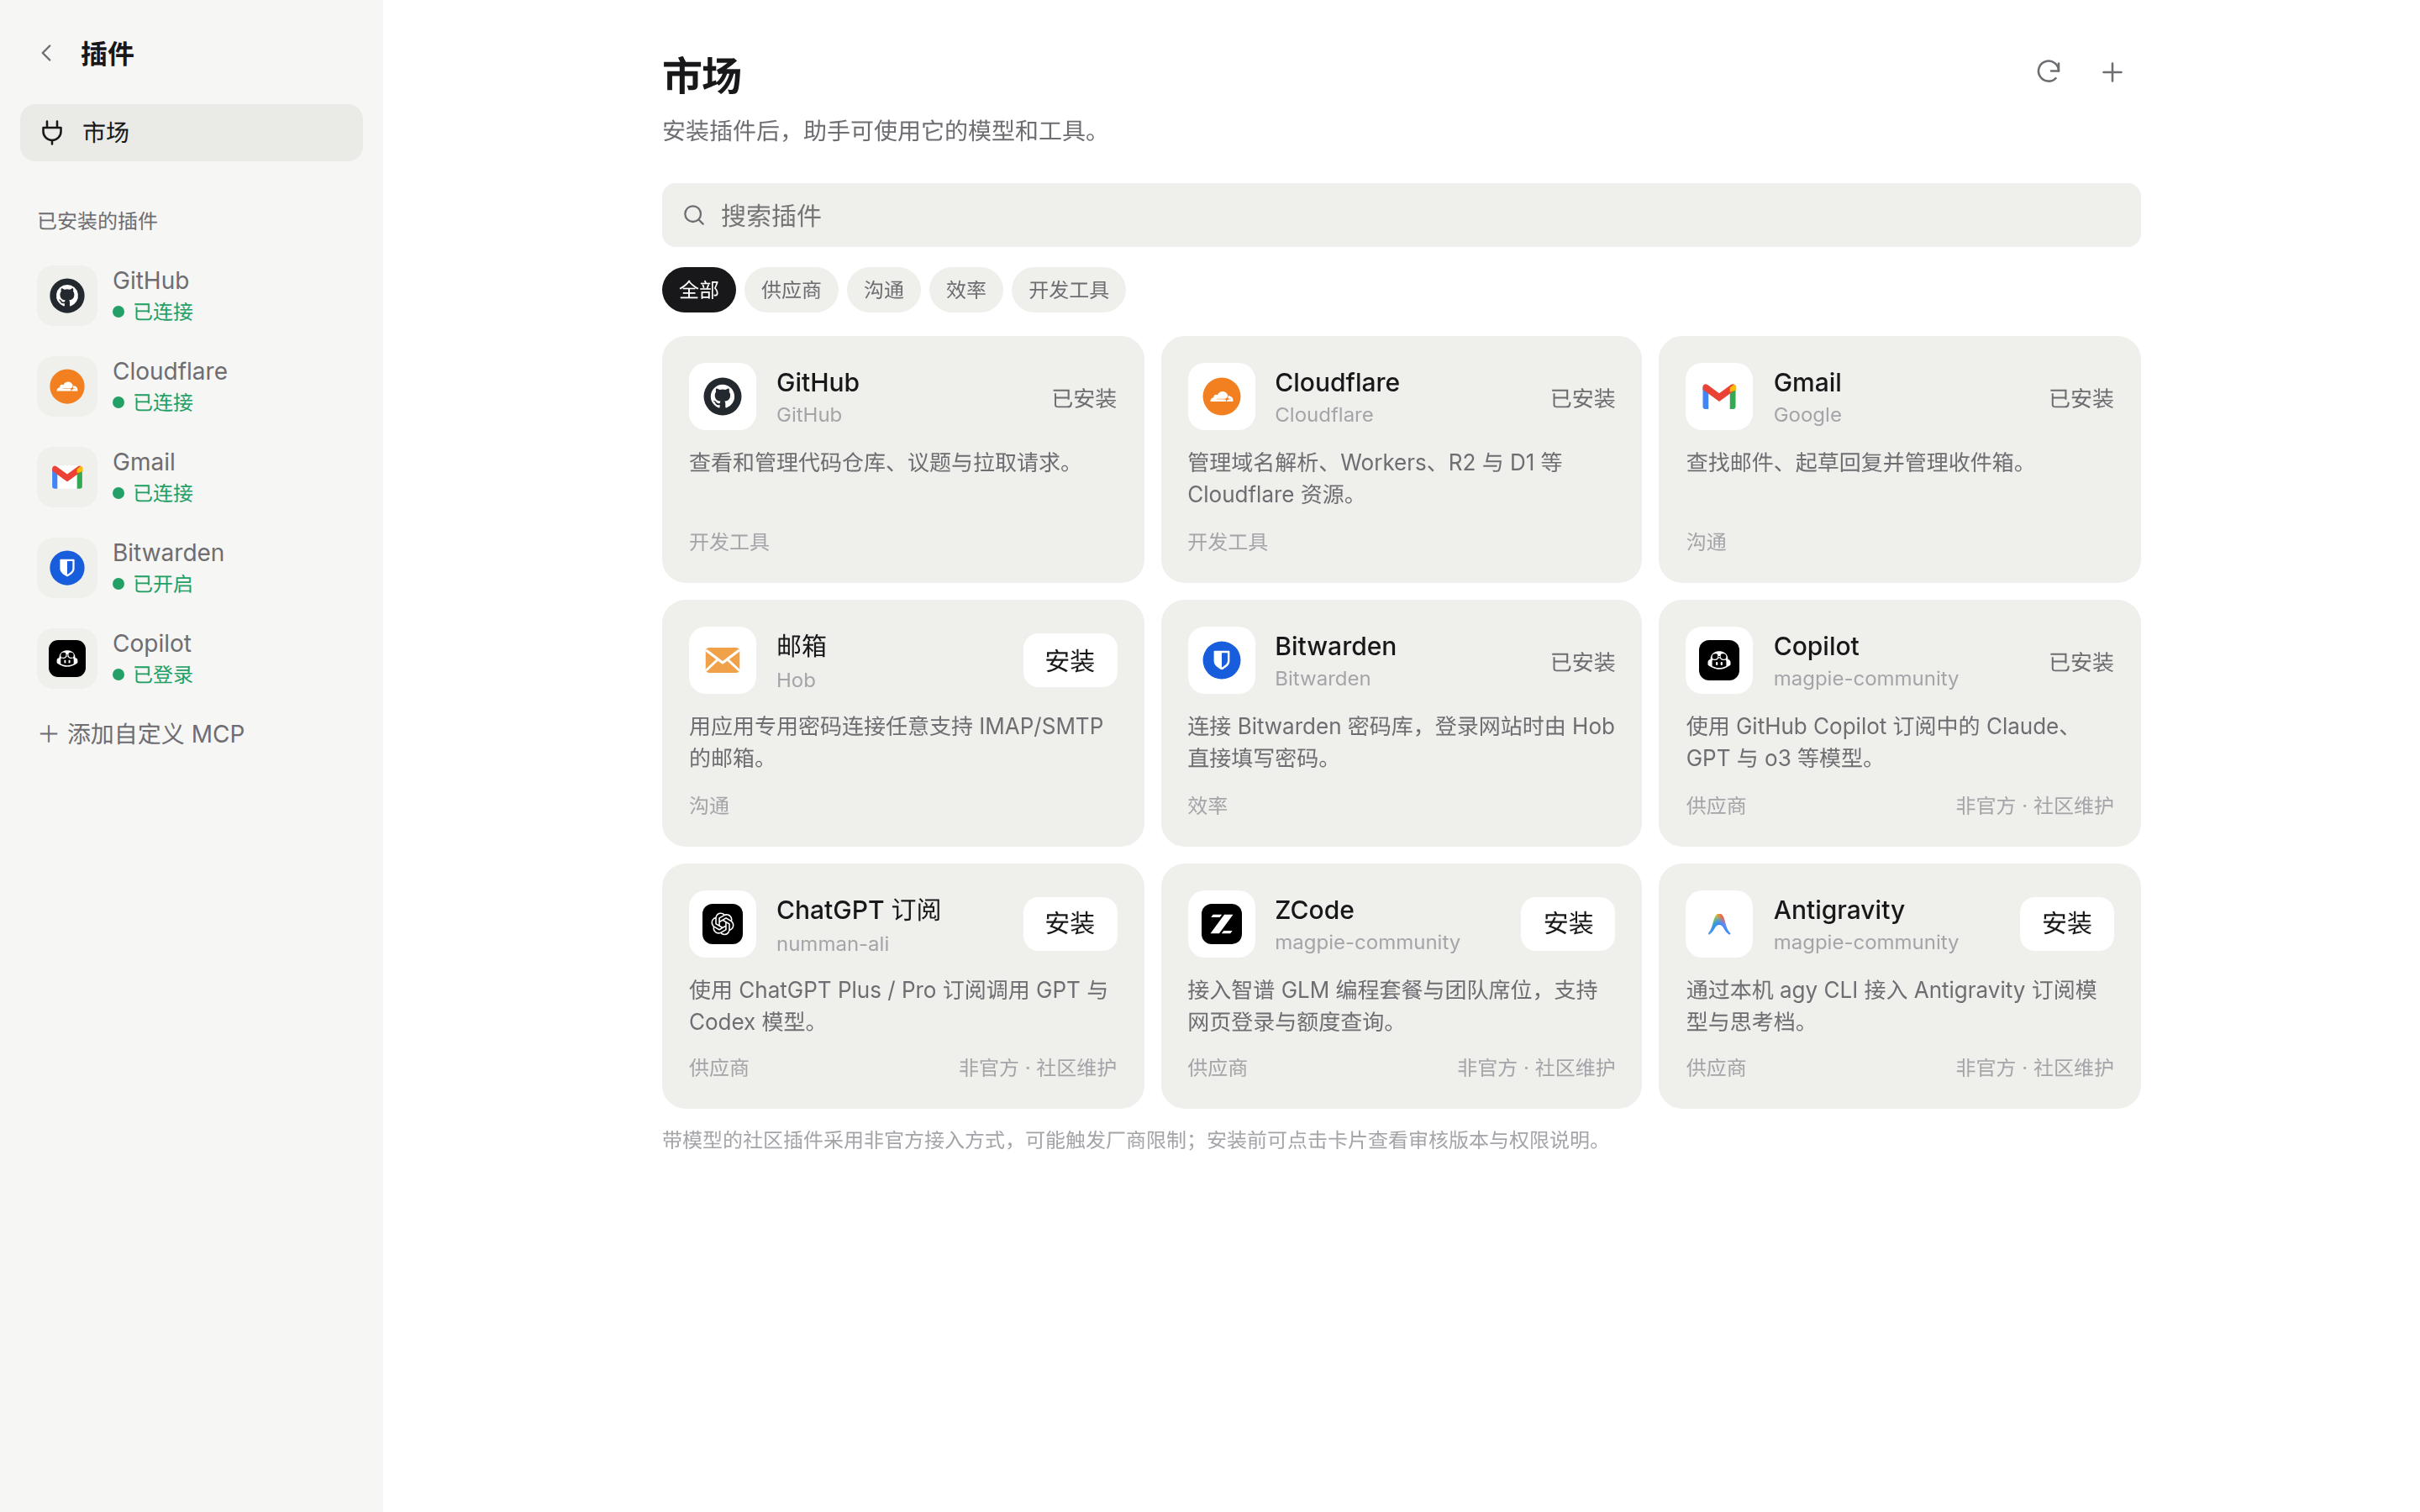 插件
市场
已安装的插件
GitHub
已连接
Cloudflare
已连接
Gmail
已连接
Bitwarden
已开启
Copilot
已登录
添加自定义 MCP
市场
安装插件后，助手可使用它的模型和工具。
搜索插件
全部
供应商
沟通
效率
开发工具
GitHub
GitHub
已安装
查看和管理代码仓库、议题与拉取请求。
开发工具
Cloudflare
Cloudflare
已安装
管理域名解析、Workers、R2 与 D1 等
Cloudflare 资源。
开发工具
Gmail
Google
已安装
查找邮件、起草回复并管理收件箱。
沟通
邮箱
Hob
安装
用应用专用密码连接任意支持 IMAP/SMTP
的邮箱。
沟通
Bitwarden
Bitwarden
已安装
连接 Bitwarden 密码库，登录网站时由 Hob
直接填写密码。
效率
Copilot
magpie-community
已安装
使用 GitHub Copilot 订阅中的 Claude、
GPT 与 o3 等模型。
供应商
非官方 · 社区维护
ChatGPT 订阅
numman-ali
安装
使用 ChatGPT Plus / Pro 订阅调用 GPT 与
Codex 模型。
供应商
非官方 · 社区维护
ZCode
magpie-community
安装
接入智谱 GLM 编程套餐与团队席位，支持
网页登录与额度查询。
供应商
非官方 · 社区维护
Antigravity
magpie-community
安装
通过本机 agy CLI 接入 Antigravity 订阅模
型与思考档。
供应商
非官方 · 社区维护
带模型的社区插件采用非官方接入方式，可能触发厂商限制；安装前可点击卡片查看审核版本与权限说明。